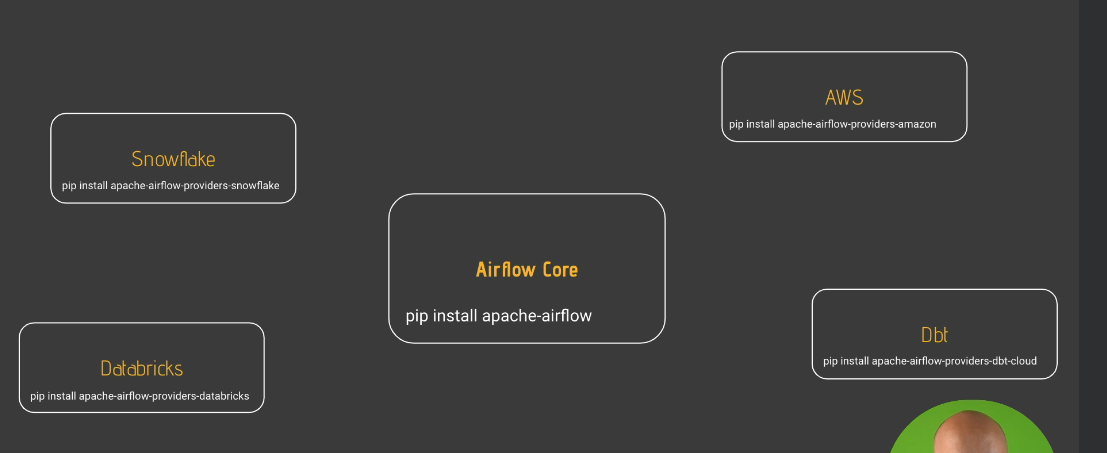 AWS
pip install apache-airflow-providers-amazon
Snowflake
pip install apache-airflow-providers-snowflake
Airflow Core
pip install apache-airflow
Dbt
pip install apache-airflow-providers-dbt-cloud
Databricks
pip install apache-airflow-providers-databricks